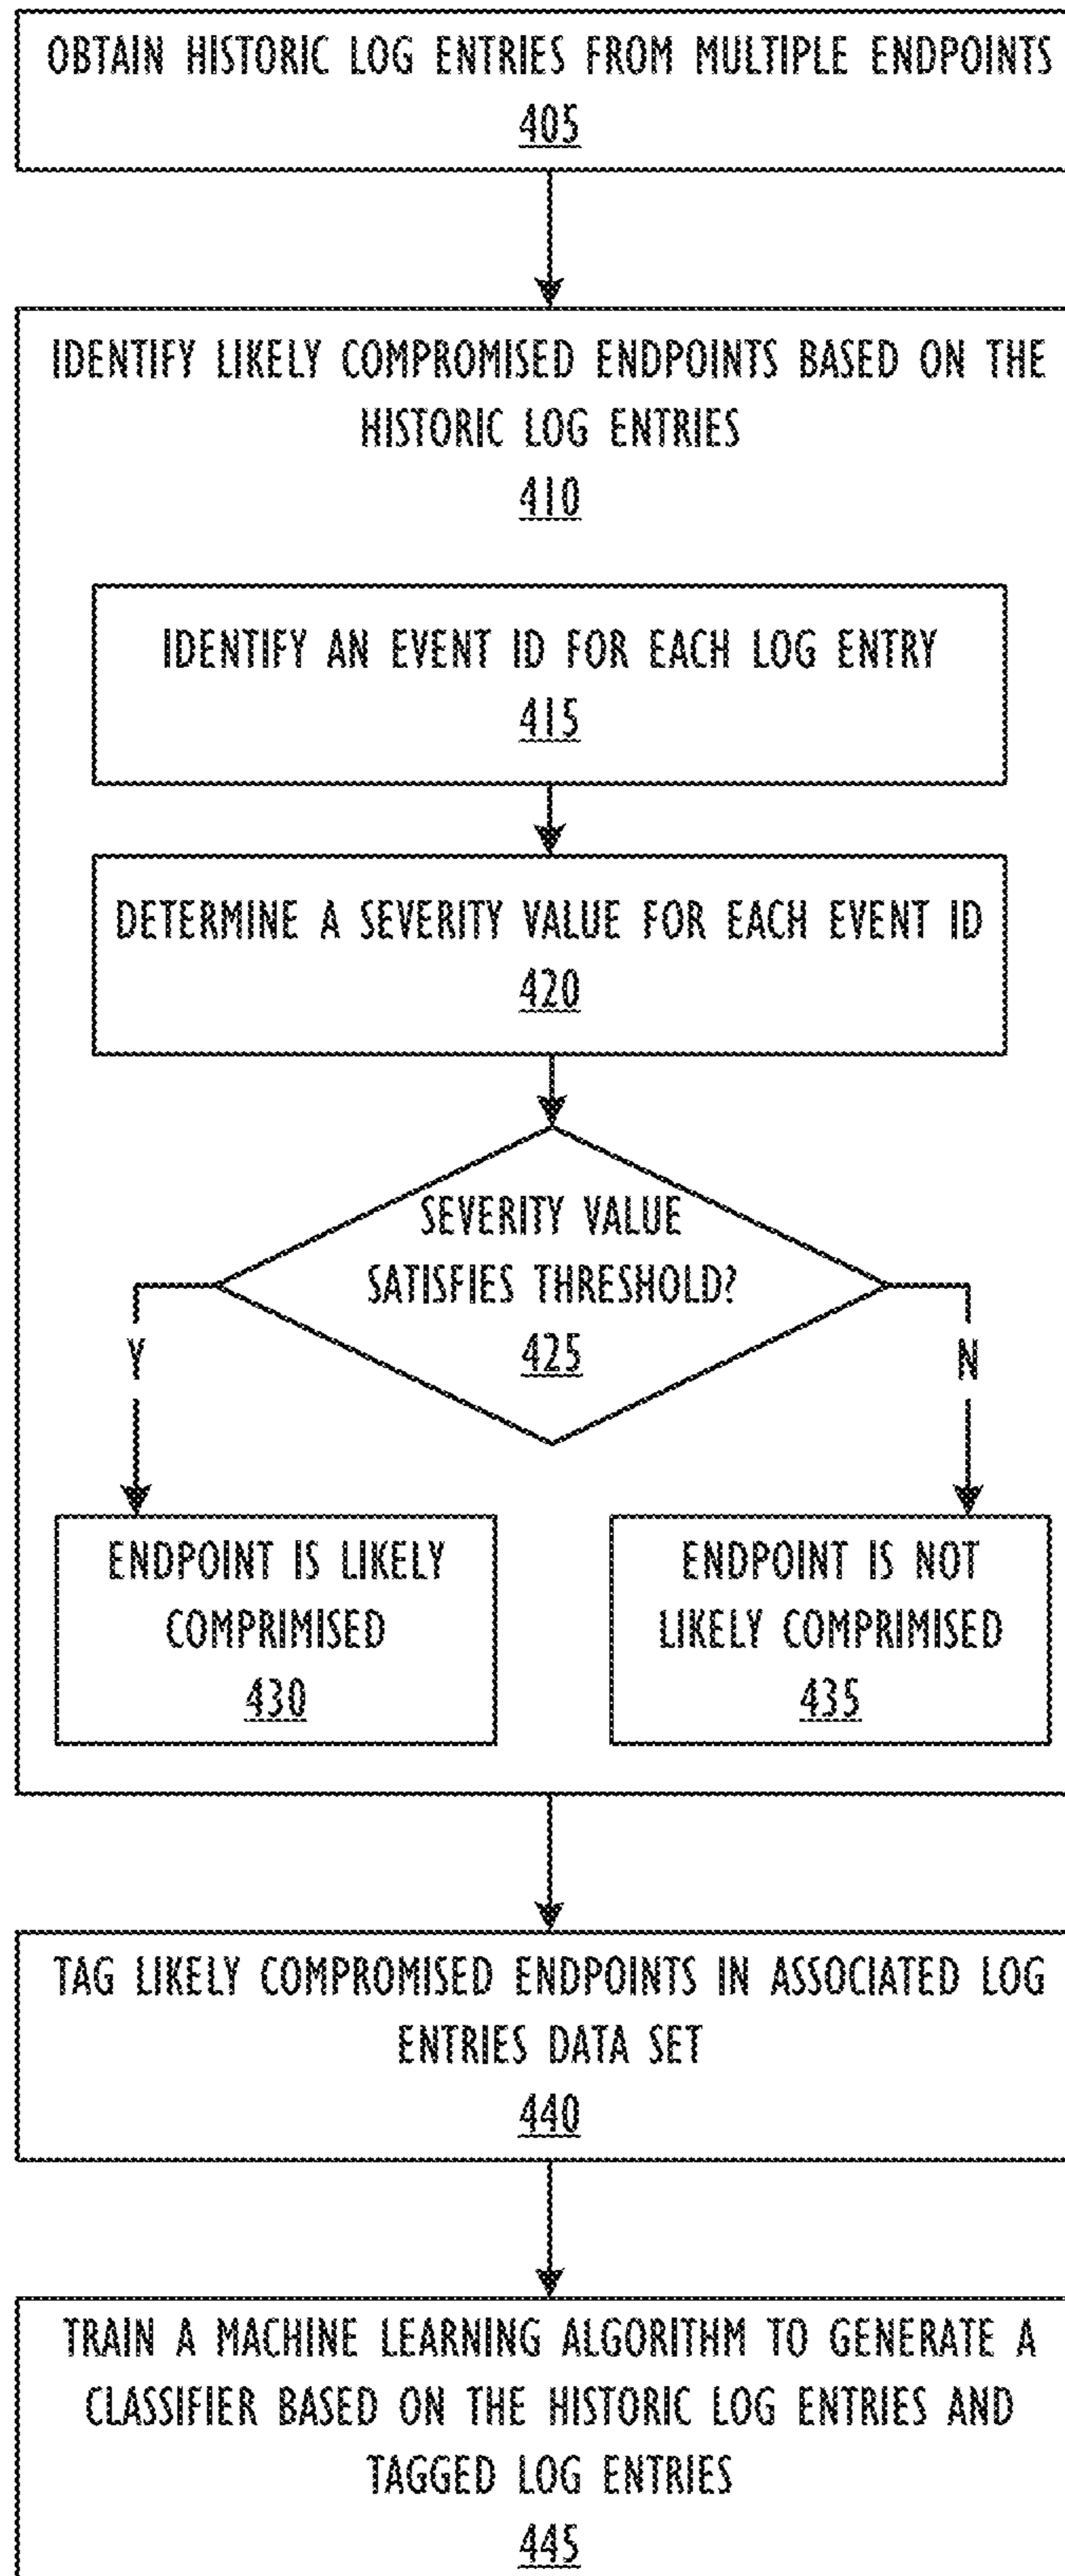 OBTAIN HISTORIC LOG ENTRIES FROM MULTIPLE ENDPOINTS
405
IDENTIFY LIKELY COMPROMISED ENDPOINTS BASED ON THE
HISTORIC LOG ENTRIES
410
IDENTIFY AN EVENT ID FOR EACH LOG ENTRY
415
DETERMINE A SEVERITY VALUE FOR EACH EVENT ID
420
SEVERITY VALUE
SATISFIES THRESHOLD?
425
Y
N
ENDPOINT IS LIKELY
COMPRIMISED
430
ENDPOINT IS NOT
LIKELY COMPRIMISED
435
TAG LIKELY COMPROMISED ENDPOINTS IN ASSOCIATED LOG
ENTRIES DATA SET
440
TRAIN A MACHINE LEARNING ALGORITHM TO GENERATE A
CLASSIFIER BASED ON THE HISTORIC LOG ENTRIES AND
TAGGED LOG ENTRIES
445